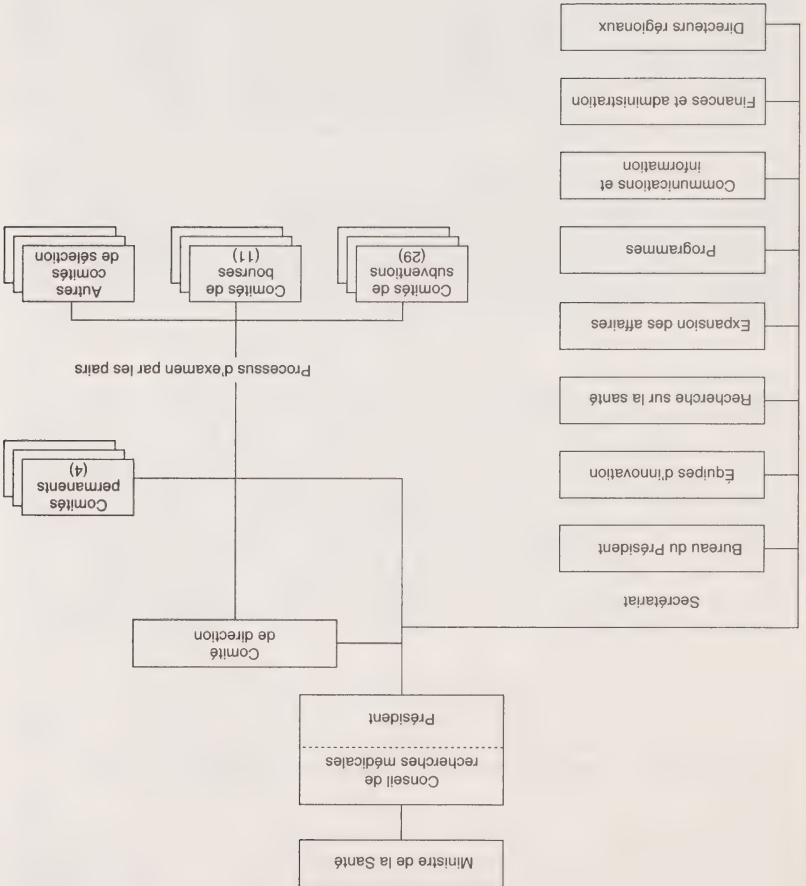 Ministre de la Santé
Conseil de
recherches médicales
Président
Comité
de direction
Secrétariat
Bureau du Président
Équipes d'innovation
Recherche sur la santé
Expansion des affaires
Programmes
Communications et
information
Finances et administration
Directeurs régionaux
Comités
permanents
(4)
Processus d'examen par les pairs
Comités de
subventions
(29)
Comités de
bourses
(11)
Autres
comités
de sélection